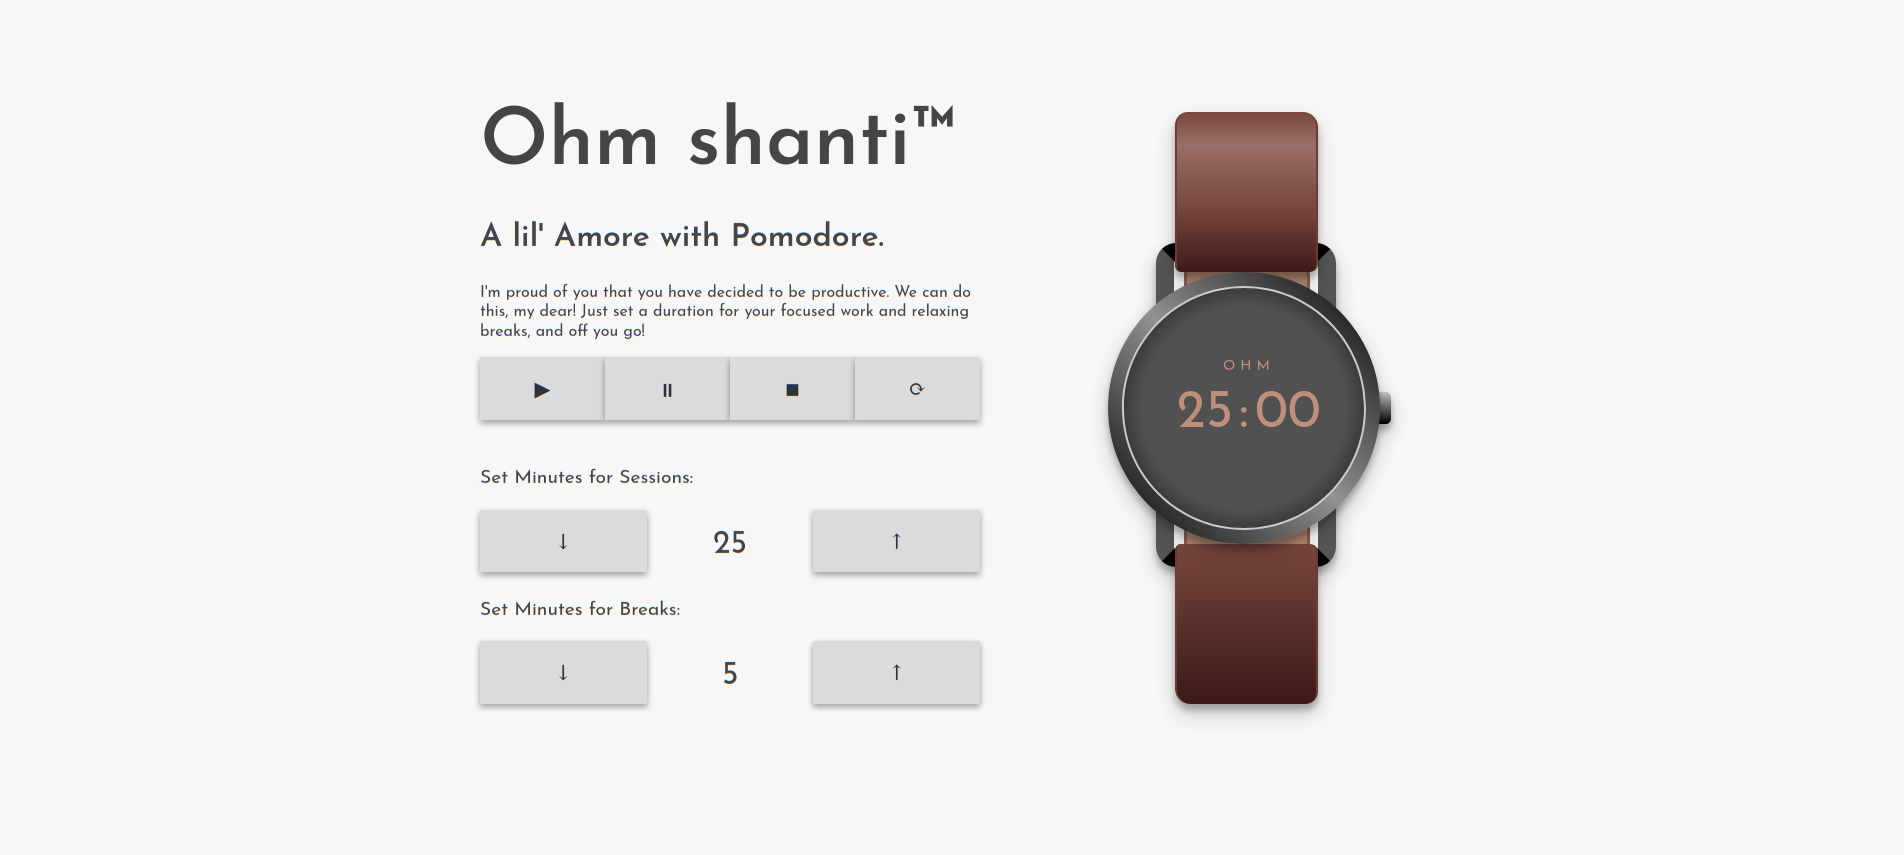 Ohm shanti™
A lil' Amore with Pomodore.
I'm proud of you that you have decided to be productive. We can do
this, my dear! Just set a duration for your focused work and relaxing
breaks, and off you go!
▶ ⏸ ■ ⟳
Set Minutes for Sessions:
↓ 25 ↑
Set Minutes for Breaks:
↓ 5 ↑
OHM
25:00